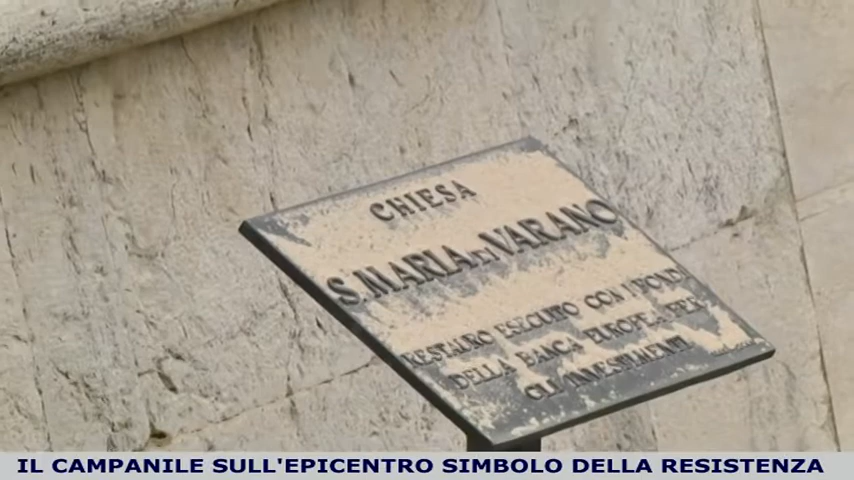 CHIESA
S. MARIA DI VARANO
RESTAURO ESEGUITO CON I FONDI
DELLA BANCA EUROPEA PER
GLI INVESTIMENTI
IL CAMPANILE SULL'EPICENTRO SIMBOLO DELLA RESISTENZA